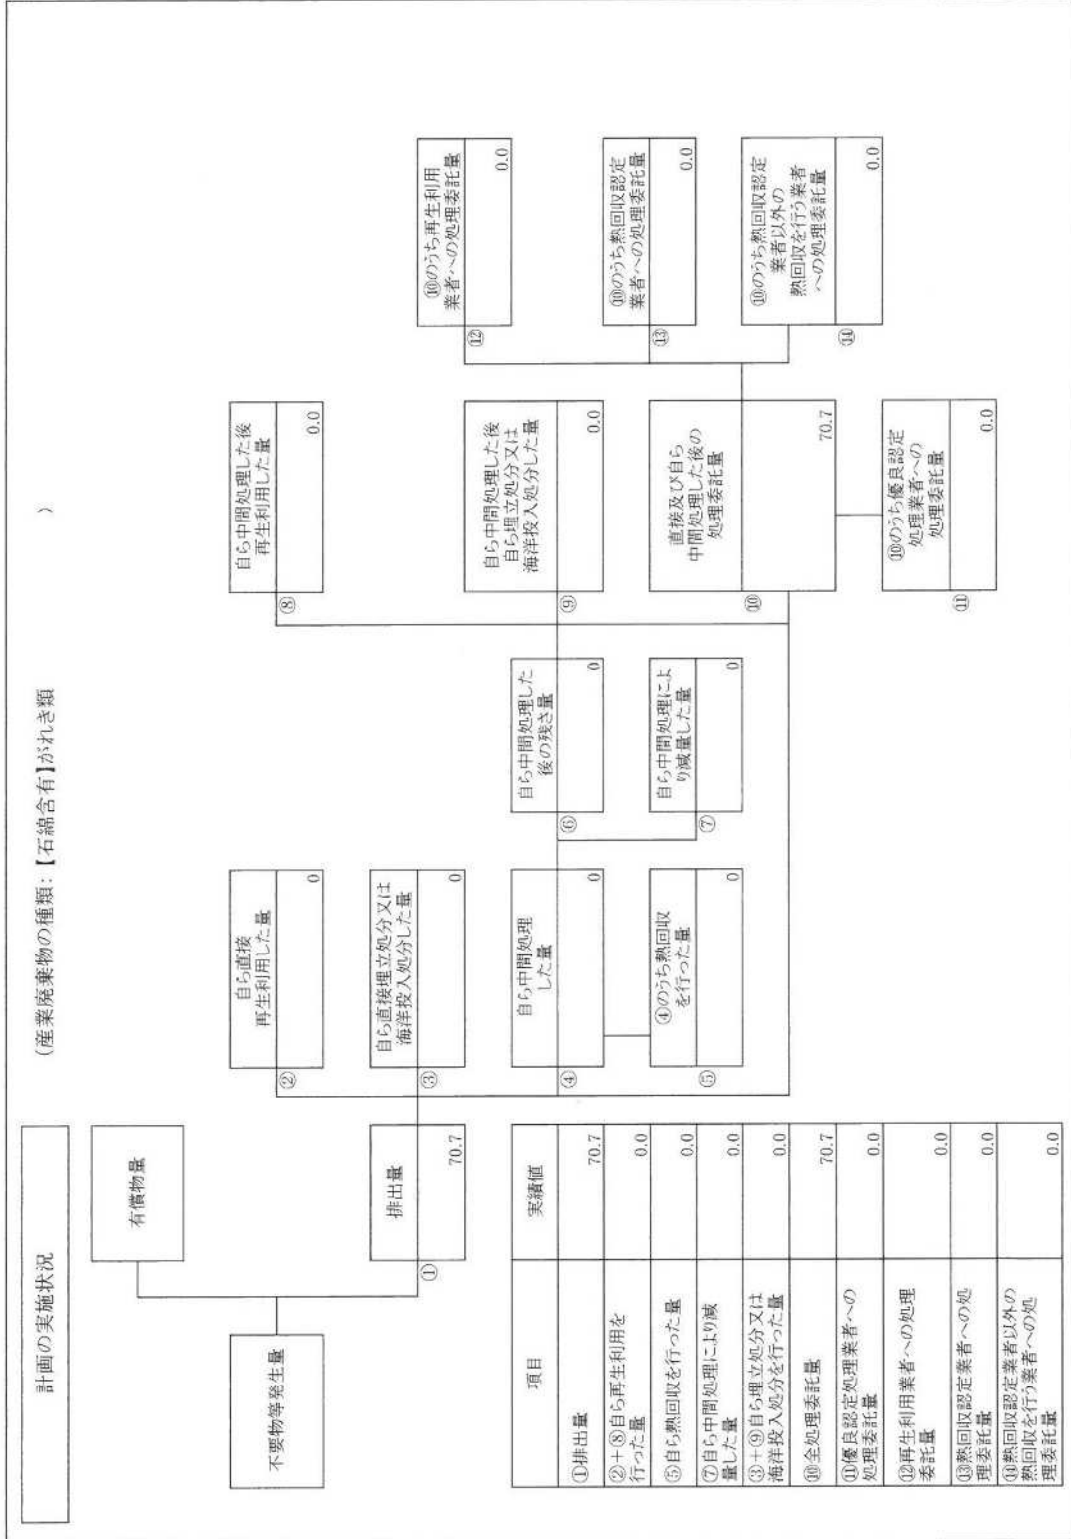 計画の実施状況
(産業廃棄物の種類:【石綿含有】がれき類 )
不要物等発生量
有償物量
排出量
①
70.7
自ら直接
再生利用した量
②
0
自ら直接埋立処分又は
海洋投入処分した量
③
0
自ら中間処理
した量
④
0
④のうち熱回収
を行った量
⑤
0
自ら中間処理した
後の残さ量
⑥
0
自ら中間処理によ
り減量した量
⑦
0
自ら中間処理した後
再生利用した量
⑧
0.0
自ら中間処理した後
自ら埋立処分又は
海洋投入処分した量
⑨
0.0
直接及び自ら
中間処理した後の
処理委託量
⑩
70.7
⑩のうち優良認定
処理業者への
処理委託量
⑪
0.0
⑩のうち再生利用
業者への処理委託量
⑫
0.0
⑩のうち熱回収認定
業者への処理委託量
⑬
0.0
⑩のうち熱回収認定
業者以外の
熱回収を行う業者
への処理委託量
⑭
0.0
項目 実績値
①排出量 70.7
②+⑧自ら再生利用を
行った量 0.0
⑤自ら熱回収を行った量 0.0
⑦自ら中間処理により減
量した量 0.0
③+⑨自ら埋立処分又は
海洋投入処分を行った量 0.0
⑩全処理委託量 70.7
⑪優良認定処理業者への
処理委託量 0.0
⑫再生利用業者への処理
委託量 0.0
⑬熱回収認定業者への処
理委託量 0.0
⑭熱回収認定業者以外の
熱回収を行う業者への処
理委託量 0.0